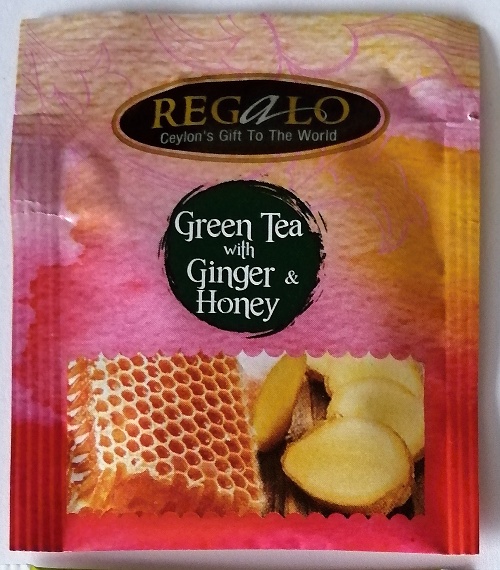 REGaLO
Ceylon's Gift To The World
Green Tea
with
Ginger &
Honey